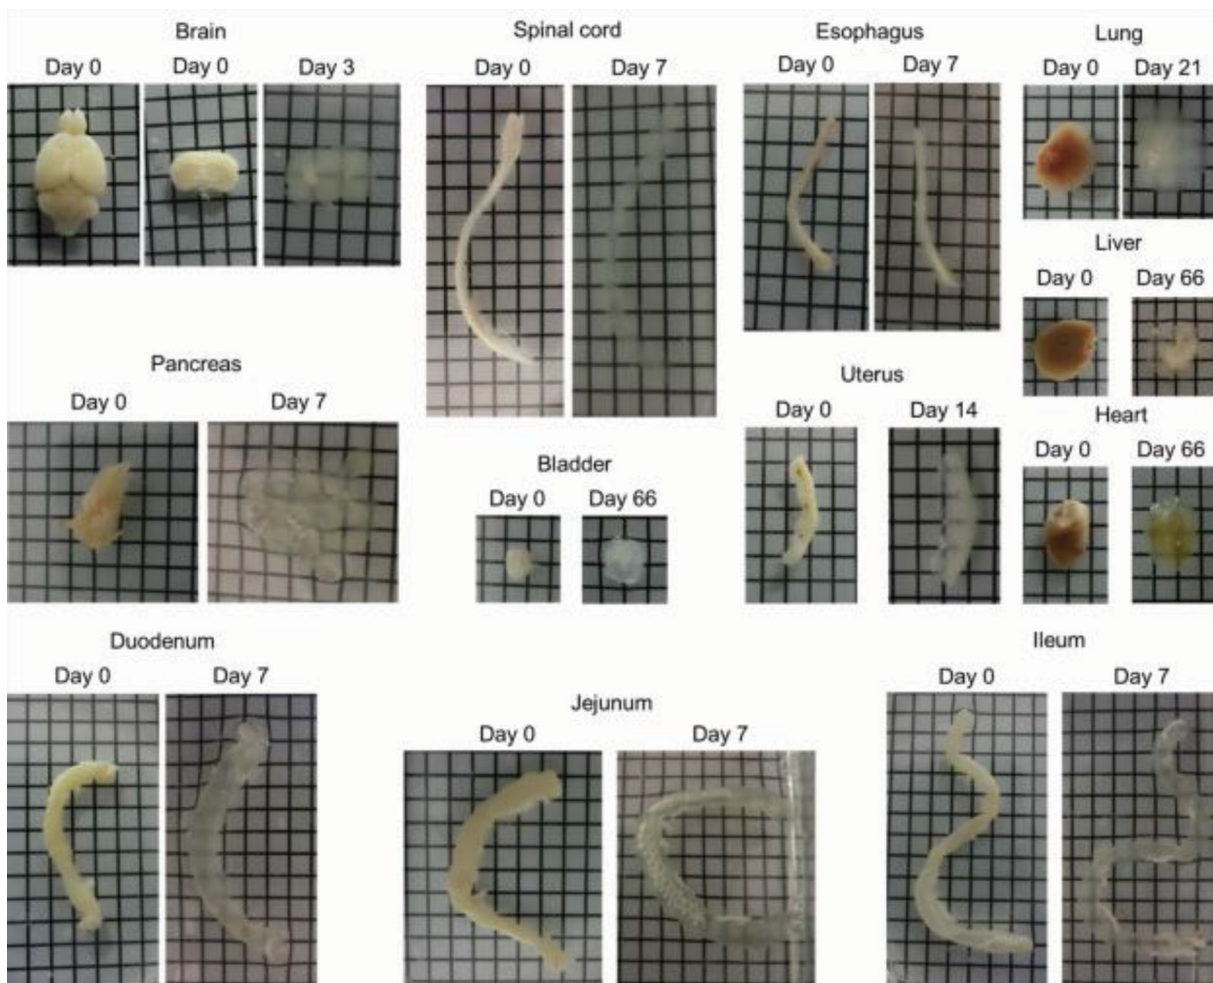 Brain
Day 0
Day 0
Day 3
Spinal cord
Day 0
Day 7
Esophagus
Day 0
Day 7
Lung
Day 0
Day 21
Liver
Day 0
Day 66
Pancreas
Day 0
Day 7
Bladder
Day 0
Day 66
Uterus
Day 0
Day 14
Heart
Day 0
Day 66
Duodenum
Day 0
Day 7
Jejunum
Day 0
Day 7
Ileum
Day 0
Day 7